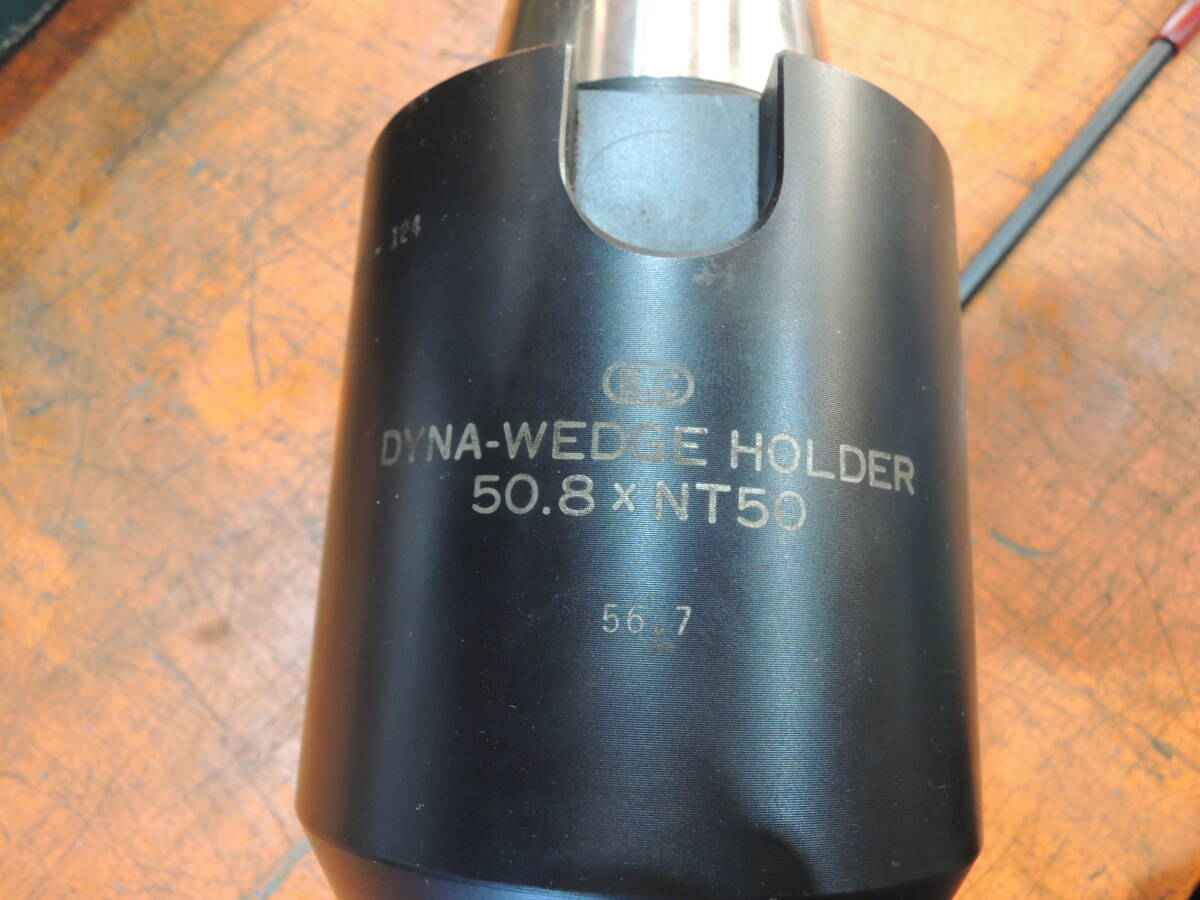 - 124
E.C
DYNA-WEDGE HOLDER
50.8 x NT50
56.7